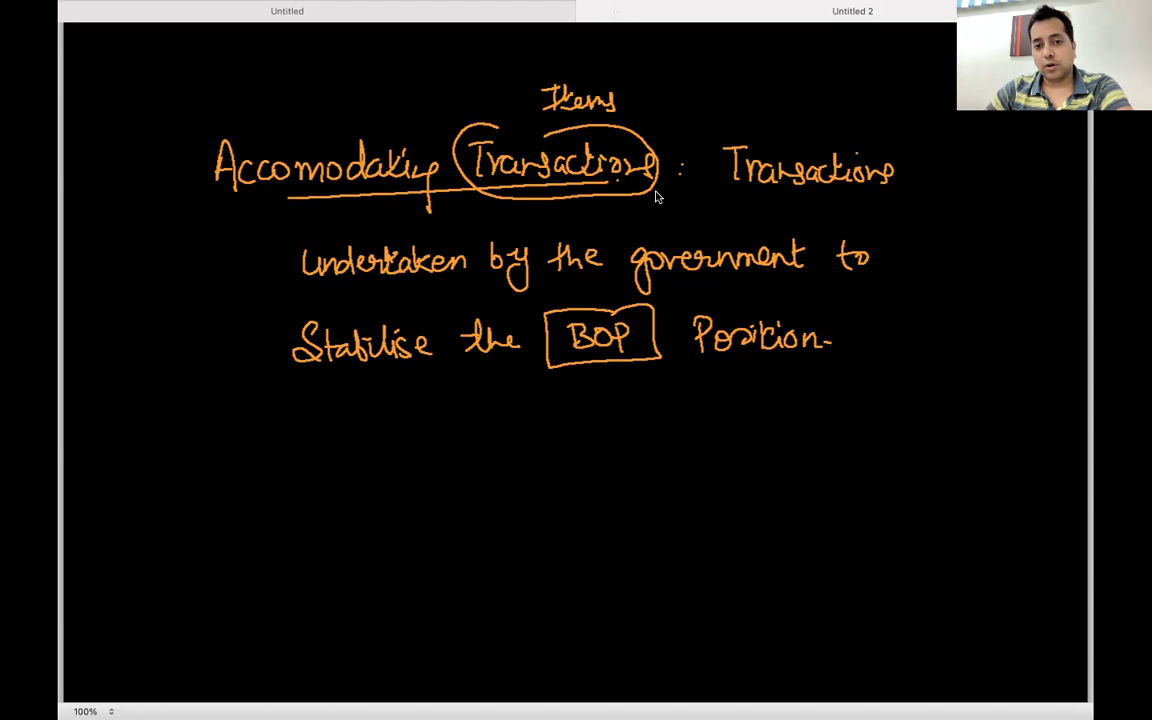 Untitled
Untitled 2
Items
Accomodating Transactions : Transactions
undertaken by the government to
Stabilise the BOP Position.
100%